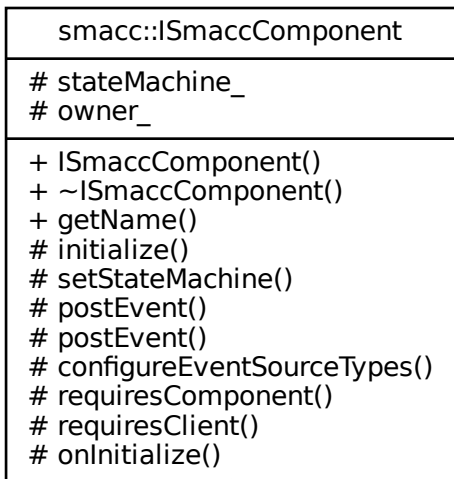 smacc::ISmaccComponent
# stateMachine_
# owner_
+ ISmaccComponent()
+ ~ISmaccComponent()
+ getName()
# initialize()
# setStateMachine()
# postEvent()
# postEvent()
# configureEventSourceTypes()
# requiresComponent()
# requiresClient()
# onInitialize()